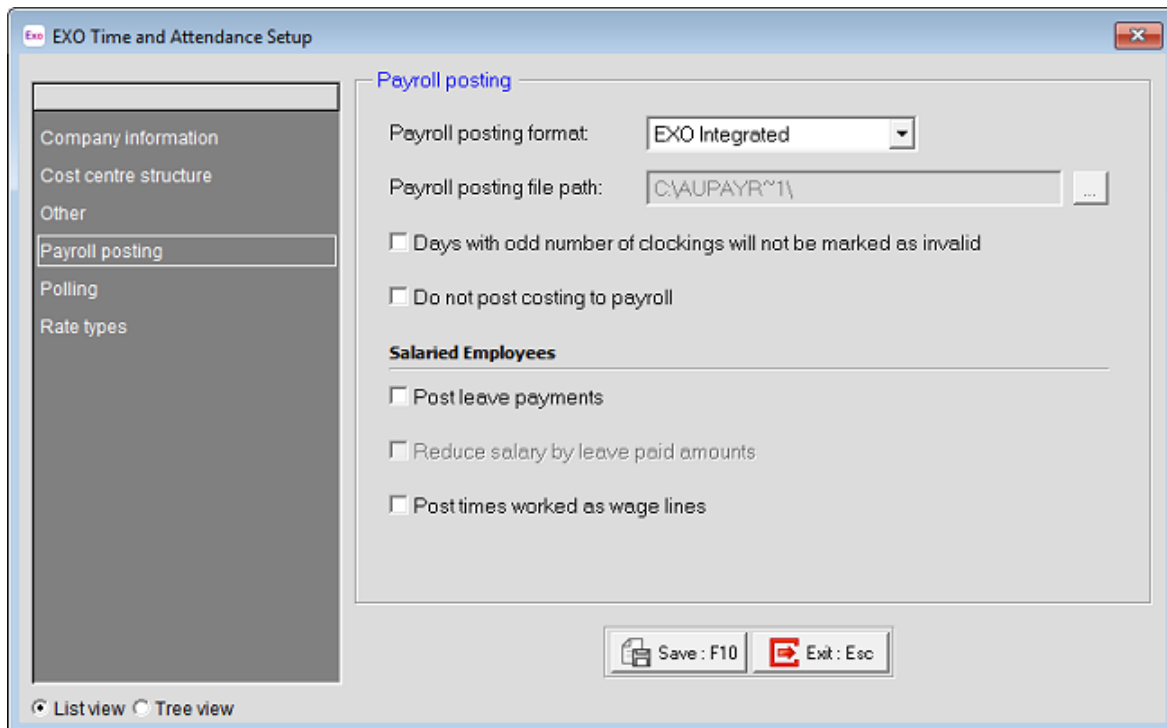 Exo EXO Time and Attendance Setup
Company information
Cost centre structure
Other
Payroll posting
Polling
Rate types
List view Tree view
Payroll posting
Payroll posting format: EXO Integrated
Payroll posting file path: C:\AUPAYR~1\ ...
Days with odd number of clockings will not be marked as invalid
Do not post costing to payroll
Salaried Employees
Post leave payments
Reduce salary by leave paid amounts
Post times worked as wage lines
Save : F10 Exit : Esc